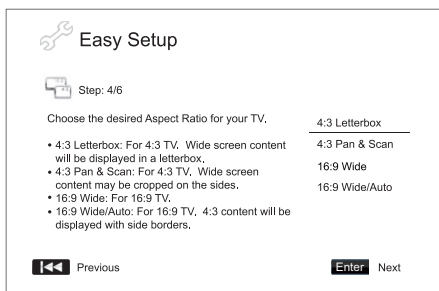 Easy Setup
Step: 4/6
Choose the desired Aspect Ratio for your TV.
• 4:3 Letterbox: For 4:3 TV. Wide screen content
will be displayed in a letterbox.
• 4:3 Pan & Scan: For 4:3 TV. Wide screen
content may be cropped on the sides.
• 16:9 Wide: For 16:9 TV.
• 16:9 Wide/Auto: For 16:9 TV. 4:3 content will be
displayed with side borders.
4:3 Letterbox
4:3 Pan & Scan
16:9 Wide
16:9 Wide/Auto
Previous
Enter Next